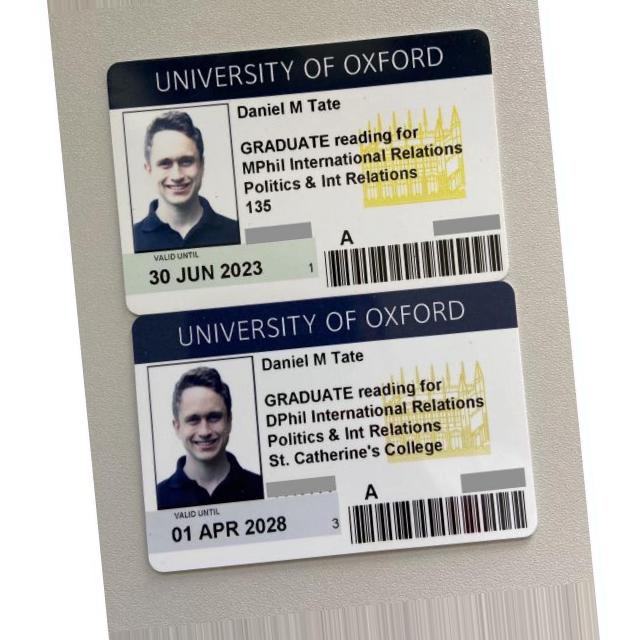 UNIVERSITY OF OXFORD
Daniel M Tate
GRADUATE reading for
MPhil International Relations
Politics & Int Relations
135
VALID UNTIL
30 JUN 2023
1
A
UNIVERSITY OF OXFORD
Daniel M Tate
GRADUATE reading for
DPhil International Relations
Politics & Int Relations
St. Catherine's College
VALID UNTIL
01 APR 2028
3
A